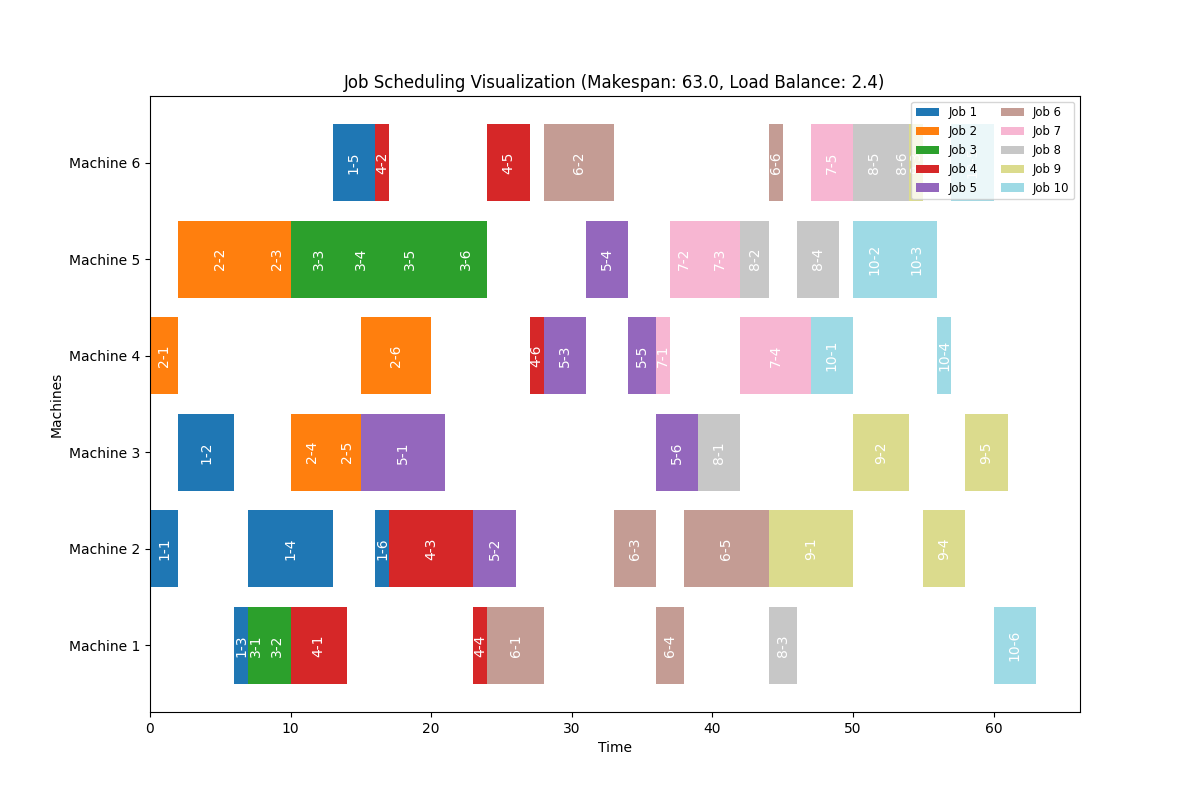 Job Scheduling Visualization (Makespan: 63.0, Load Balance: 2.4)
Job 1 Job 6
Job 2 Job 7
Job 3 Job 8
Job 4 Job 9
Job 5 Job 10
Machine 6 1-5 4-2 4-5 6-2 6-6 7-5 8-5 8-6
Machine 5 2-2 2-3 3-3 3-4 3-5 3-6 5-4 7-2 7-3 8-2 8-4 10-2 10-3
Machine 4 2-1 2-6 4-6 5-3 5-5 7-1 7-4 10-1 10-4
Machine 3 1-2 2-4 2-5 5-1 5-6 8-1 9-2 9-5
Machine 2 1-1 1-4 1-6 4-3 5-2 6-3 6-5 9-1 9-4
Machine 1 1-3 3-1 3-2 4-1 4-4 6-1 6-4 8-3 10-6
Machines
0 10 20 30 40 50 60
Time